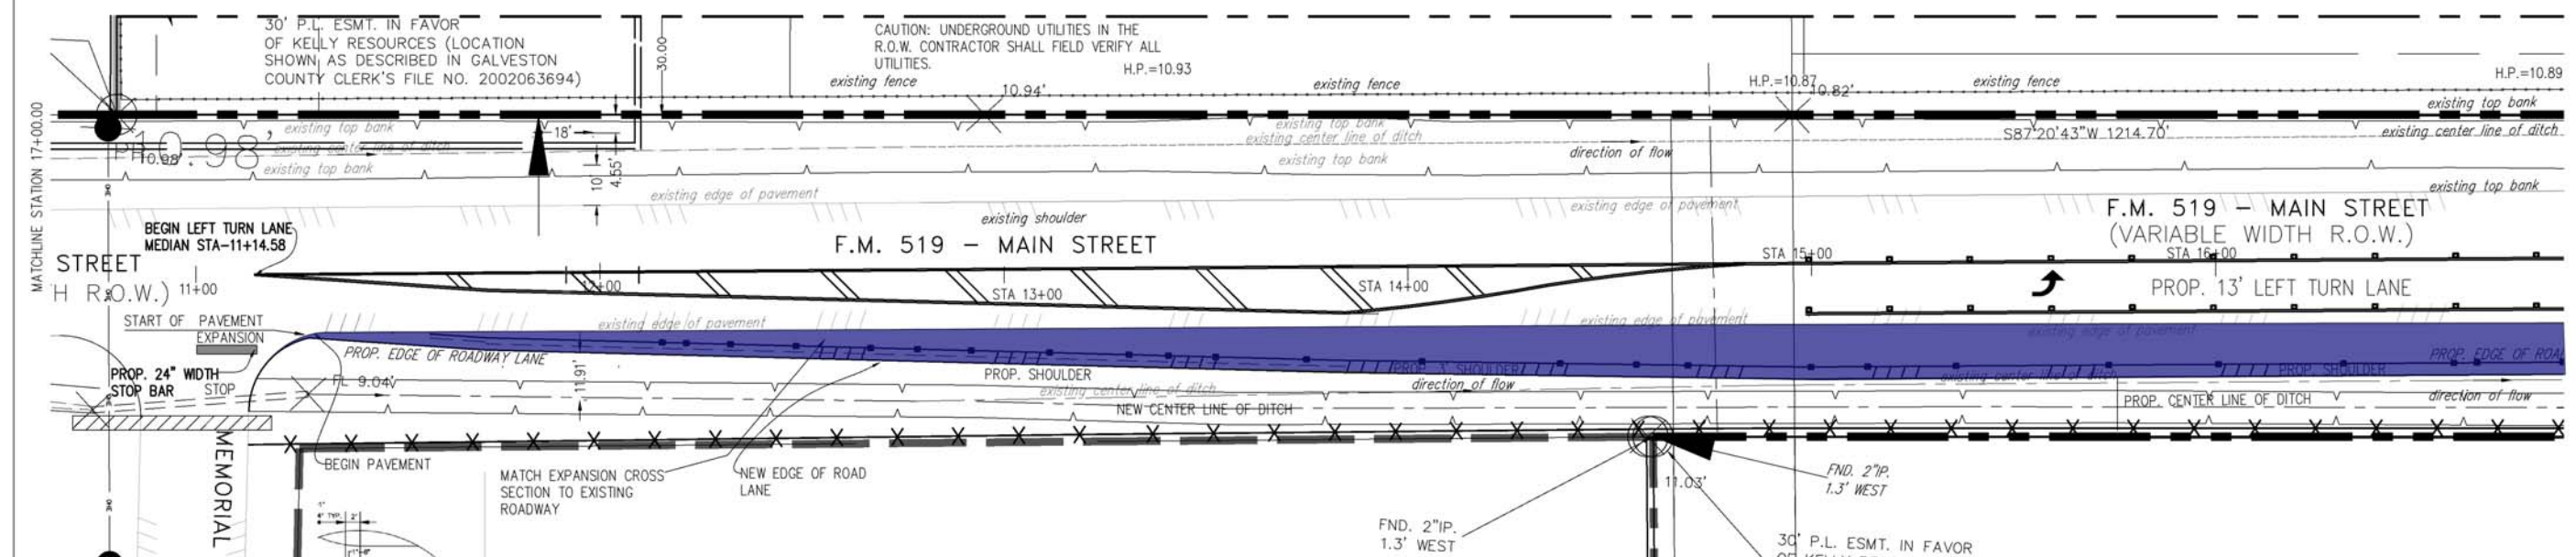 30' P.L. ESMT. IN FAVOR
OF KELLY RESOURCES (LOCATION
SHOWN AS DESCRIBED IN GALVESTON
COUNTY CLERK'S FILE NO. 2002063694)
30.00
CAUTION: UNDERGROUND UTILITIES IN THE
R.O.W. CONTRACTOR SHALL FIELD VERIFY ALL
UTILITIES.
H.P.=10.93
existing fence
10.94'
existing fence
H.P.=10.87
10.82'
existing fence
H.P.=10.89
existing top bank
MATCHLINE STATION 17+00.00
existing top bank
18'
existing top bank
existing center line of ditch
S87°20'43"W 1214.70'
existing center line of ditch
10.98'
10.98'
existing center line of ditch
direction of flow
existing top bank
10'
4.55'
existing top bank
existing top bank
existing edge of pavement
existing edge of pavement
existing shoulder
BEGIN LEFT TURN LANE
MEDIAN STA-11+14.58
F.M. 519 - MAIN STREET
F.M. 519 - MAIN STREET
(VARIABLE WIDTH R.O.W.)
STREET
H R.O.W.)
11+00
12+00
STA 13+00
STA 14+00
STA 15+00
STA 16+00
PROP. 13' LEFT TURN LANE
START OF PAVEMENT
EXPANSION
existing edge of pavement
existing edge of pavement
existing edge of pavement
PROP. EDGE OF ROADWAY LANE
PROP. EDGE OF ROA
PROP. 24" WIDTH
STOP BAR
STOP
FL 9.04'
11.91'
PROP. SHOULDER
PROP. 3' SHOULDER
PROP. SHOULDER
existing center line of ditch
direction of flow
existing center line of ditch
NEW CENTER LINE OF DITCH
PROP. CENTER LINE OF DITCH
direction of flow
MEMORIAL
BEGIN PAVEMENT
MATCH EXPANSION CROSS
SECTION TO EXISTING
ROADWAY
NEW EDGE OF ROAD
LANE
11.03'
FND. 2"IP.
1.3' WEST
FND. 2"IP.
1.3' WEST
30' P.L. ESMT. IN FAVOR